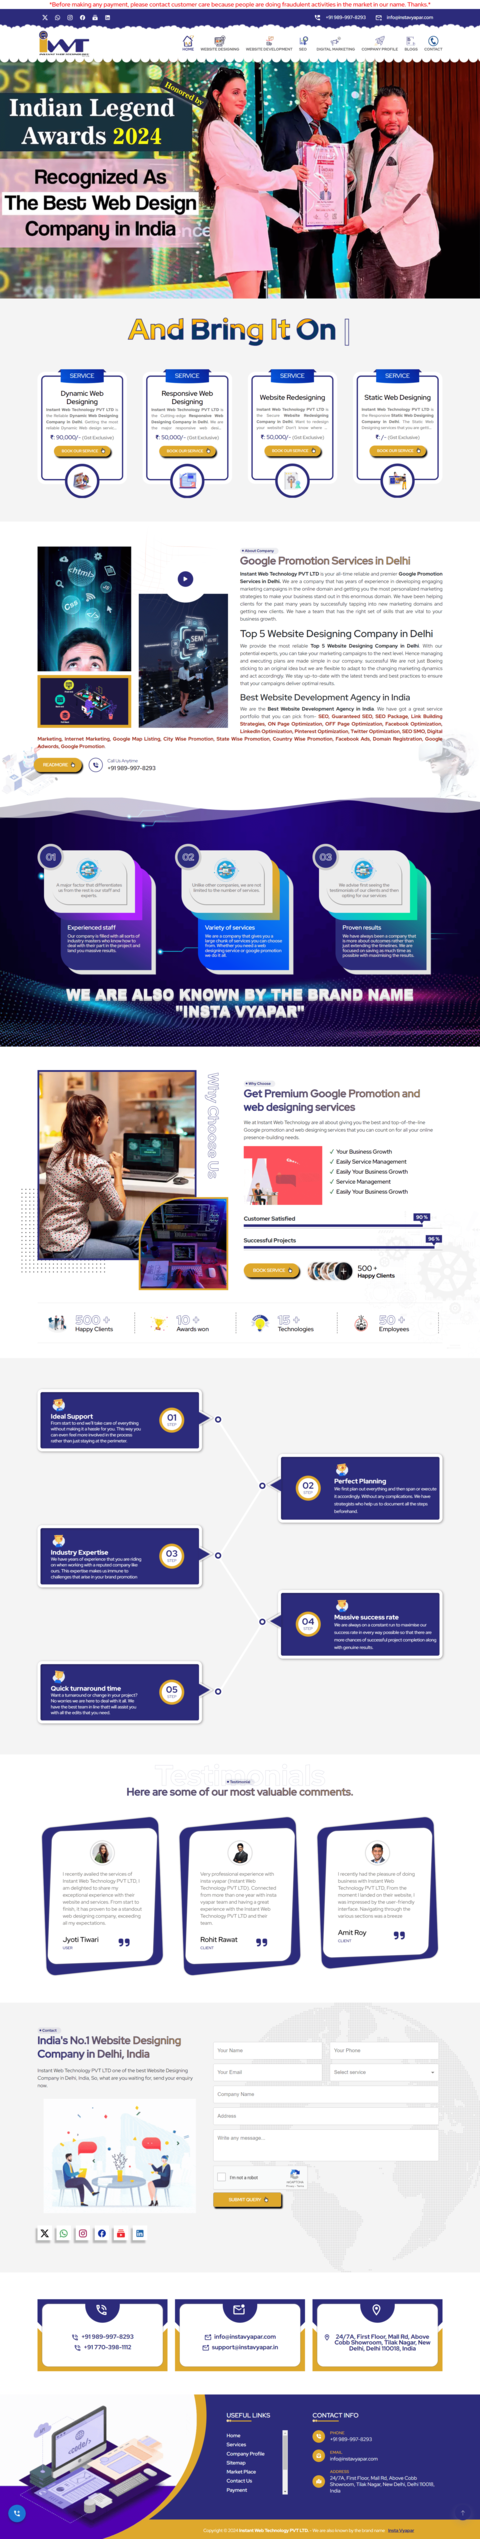 *Before making any payment, please contact customer care because people are doing fraudulent activities in the market in our name. Thanks.*
+91 989-997-8293 info@instavyapar.com
IWT
HOME WEBSITE DESIGNING WEBSITE DEVELOPMENT SEO DIGITAL MARKETING COMPANY PROFILE BLOGS CONTACT
Honored by
Indian Legend
Awards 2024
Recognized As
The Best Web Design
Company in India
And Bring It On
SERVICE
Dynamic Web
Designing
Instant Web Technology PVT LTD is
the Reliable Dynamic Web Designing
Company in Delhi. Getting the most
reliable Dynamic Web design servic...
₹: 90,000/- (Gst Exclusive)
BOOK OUR SERVICE
SERVICE
Responsive Web
Designing
Instant Web Technology PVT LTD is
the Cutting-edge Responsive Web
Designing Company in Delhi. We are
the major responsive web desi...
₹: 50,000/- (Gst Exclusive)
BOOK OUR SERVICE
SERVICE
Website Redesigning
Instant Web Technology PVT LTD is
the Secure Website Redesigning
Company in Delhi. Want to redesign
your website? Don't know where ...
₹: 50,000/- (Gst Exclusive)
BOOK OUR SERVICE
SERVICE
Static Web Designing
Instant Web Technology PVT LTD is
the Responsive Static Web Designing
Company in Delhi. The Static Web
Designing services that you are getti...
₹: /- (Gst Exclusive)
BOOK OUR SERVICE
About Company
Google Promotion Services in Delhi
Instant Web Technology PVT LTD is your all-time reliable and premier Google Promotion
Services in Delhi. We are a company that has years of experience in developing engaging
marketing campaigns in the online domain and getting you the most personalized marketing
strategies to make your business stand out in this enormous domain. We have been helping
clients for the past many years by successfully tapping into new marketing domains and
getting new clients. We have a team that has the right set of skills that are vital to your
business growth.
Top 5 Website Designing Company in Delhi
We provide the most reliable Top 5 Website Designing Company in Delhi. With our
potential experts, you can take your marketing campaigns to the next level. Hence managing
and executing plans are made simple in our company. successful We are not just Boeing
sticking to an original idea but we are flexible to adapt to the changing marketing dynamics
and act accordingly. We stay up-to-date with the latest trends and best practices to ensure
that your campaigns deliver optimal results.
Best Website Development Agency in India
We are the Best Website Development Agency in India. We have got a great service
portfolio that you can pick from- SEO, Guaranteed SEO, SEO Package, Link Building
Strategies, ON Page Optimization, OFF Page Optimization, Facebook Optimization,
LinkedIn Optimization, Pinterest Optimization, Twitter Optimization, SEO SMO, Digital
Marketing, Internet Marketing, Google Map Listing, City Wise Promotion, State Wise Promotion, Country Wise Promotion, Facebook Ads, Domain Registration, Google
Adwords, Google Promotion
READMORE
Call Us Anytime
+91 989-997-8293
xhtml5
Css
SEM
01
A major factor that differentiates
us from the rest is our staff and
experts.
Experienced staff
Our company is filled with all sorts of
industry masters who know how to
deal with their part in the project and
land you massive results.
02
Unlike other companies, we are not
limited to the number of services.
Variety of services
We are a company that gives you a
large chunk of services you can choose
from. Whether you need a web
designing service or google promotion
we do it all.
03
We advise first seeing the
testimonials of our clients and then
opting for our services
Proven results
We have always been a company that
is more about outcomes rather than
just extending the timelines. We are
focused on saving as much time as
possible with maximising the results.
WE ARE ALSO KNOWN BY THE BRAND NAME
"INSTA VYAPAR"
Why Choose Us
Why Choose
Get Premium Google Promotion and
web designing services
We at Instant Web Technology are all about giving you the best and top-of-the-line
Google promotion and web designing services that you can count on for all your online
presence-building needs.
✓ Your Business Growth
✓ Easily Service Management
✓ Easily Your Business Growth
✓ Service Management
✓ Easily Your Business Growth
Customer Satisfied 90%
Successful Projects 96%
BOOK SERVICE
500 +
Happy Clients
500 +
Happy Clients
10 +
Awards won
15 +
Technologies
50 +
Employees
Ideal Support
From start to end we'll take care of everything
without making it a hassle for you. This way you
can even feel more involved in the process
rather than just staying at the perimeter.
01
STEP
02
STEP
Perfect Planning
We first plan out everything and then span or execute
it accordingly. Without any complications. We have
strategists who help us to document all the steps
beforehand.
Industry Expertise
We have years of experience that you are riding
on when working with a reputed company like
ours. This expertise makes us immune to
challenges that arise in your brand promotion
03
STEP
04
STEP
Massive success rate
We are always on a constant run to maximise our
success rate in every way possible so that there are
more chances of successful project completion along
with genuine results.
Quick turnaround time
Want a turnaround or change in your project?
No worries we are here to deal with it all. We
have the best team in line that will assist you
with all the edits that you need.
05
STEP
Testimonials
Testimonial
Here are some of our most valuable comments.
I recently availed the services of
Instant Web Technology PVT LTD, I
am delighted to share my
exceptional experience with their
website and services. From start to
finish, it has proven to be a standout
web designing company, exceeding
all my expectations.
Jyoti Tiwari
USER
Very professional experience with
insta vyapar (Instant Web
Technology PVT LTD). Connected
from more than one year with insta
vyapar team and having a great
experience with the Instant Web
Technology PVT LTD and their
team.
Rohit Rawat
CLIENT
I recently had the pleasure of doing
business with Instant Web
Technology PVT LTD. From the
moment I landed on their website, I
was impressed by the user-friendly
interface. Navigating through the
various sections was a breeze
Amit Roy
CLIENT
Contact
India's No.1 Website Designing
Company in Delhi, India
Instant Web Technology PVT LTD one of the best Website Designing
Company in Delhi, India, So, what are you waiting for, send your enquiry
now.
Your Name
Your Phone
Your Email
Select service
Company Name
Address
Write any message...
I'm not a robot
reCAPTCHA
SUBMIT QUERY
+91 989-997-8293
+91 770-398-1112
info@instavyapar.com
support@instavyapar.in
24/7A, First Floor, Mall Rd, Above
Cobb Showroom, Tilak Nagar, New
Delhi, Delhi 110018, India
USEFUL LINKS
Home
Services
Company Profile
Sitemap
Market Place
Contact Us
Payment
CONTACT INFO
PHONE
+91 989-997-8293
EMAIL
info@instavyapar.com
ADDRESS
24/7A, First Floor, Mall Rd, Above Cobb
Showroom, Tilak Nagar, New Delhi, Delhi 110018,
India
Copyright © 2024 Instant Web Technology PVT LTD. - We are also known by the brand name - Insta Vyapar